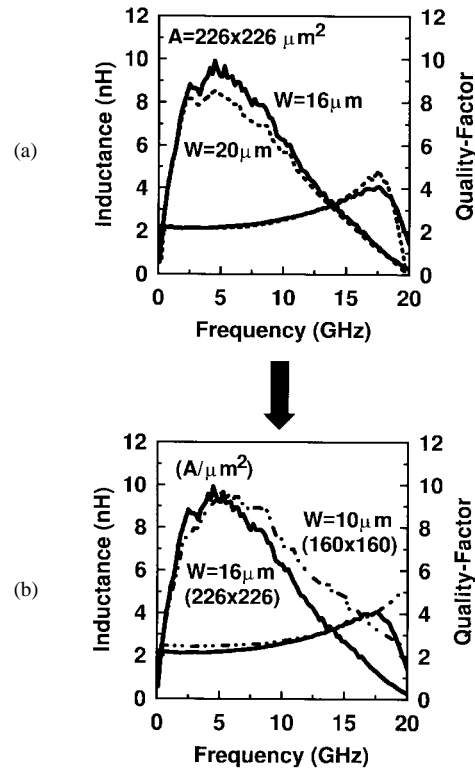 (a)
A=226x226 μm²
W=16μm
W=20μm
Inductance (nH)
Quality-Factor
12
10
8
6
4
2
0
12
10
8
6
4
2
0
0 5 10 15 20
Frequency (GHz)
(b)
(A/μm²)
W=10μm
(160x160)
W=16μm
(226x226)
Inductance (nH)
Quality-Factor
12
10
8
6
4
2
0
12
10
8
6
4
2
0
0 5 10 15 20
Frequency (GHz)